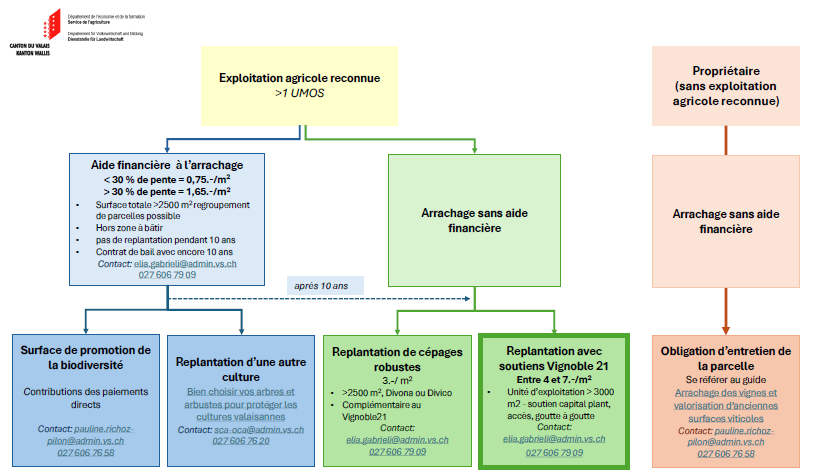 Département de l'économie et de la formation
Service de l'agriculture
Departement für Volkswirtschaft und Bildung
Dienststelle für Landwirtschaft
CANTON DU VALAIS
KANTON WALLIS
Exploitation agricole reconnue
>1 UMOS
Propriétaire
(sans exploitation
agricole reconnue)
Aide financière à l'arrachage
< 30 % de pente = 0,75.-/m²
> 30 % de pente = 1,65.-/m²
• Surface totale >2500 m² regroupement
de parcelles possible
• Hors zone à bâtir
• pas de replantation pendant 10 ans
• Contrat de bail avec encore 10 ans
Contact: elia.gabrieli@admin.vs.ch
027 606 79 09
Arrachage sans aide
financière
Arrachage sans aide
financière
après 10 ans
Surface de promotion de
la biodiversité
Contributions des paiements
directs
Contact: pauline.richoz-
pilon@admin.vs.ch
027 606 76 58
Replantation d'une autre
culture
Bien choisir vos arbres et
arbustes pour protéger les
cultures valaisannes
Contact: sca-oca@admin.vs.ch
027 606 76 20
Replantation de cépages
robustes
3.-/ m²
• >2500 m², Divona ou Divico
• Complémentaire au
Vignoble21
Contact:
elia.gabrieli@admin.vs.ch
027 606 79 09
Replantation avec
soutiens Vignoble 21
Entre 4 et 7.-/m²
• Unité d'exploitation > 3000
m2 - soutien capital plant,
accès, goutte à goutte
Contact:
elia.gabrieli@admin.vs.ch
027 606 79 09
Obligation d'entretien de
la parcelle
Se référer au guide
Arrachage des vignes et
valorisation d'anciennes
surfaces viticoles
Contact: pauline.richoz-
pilon@admin.vs.ch
027 606 76 58